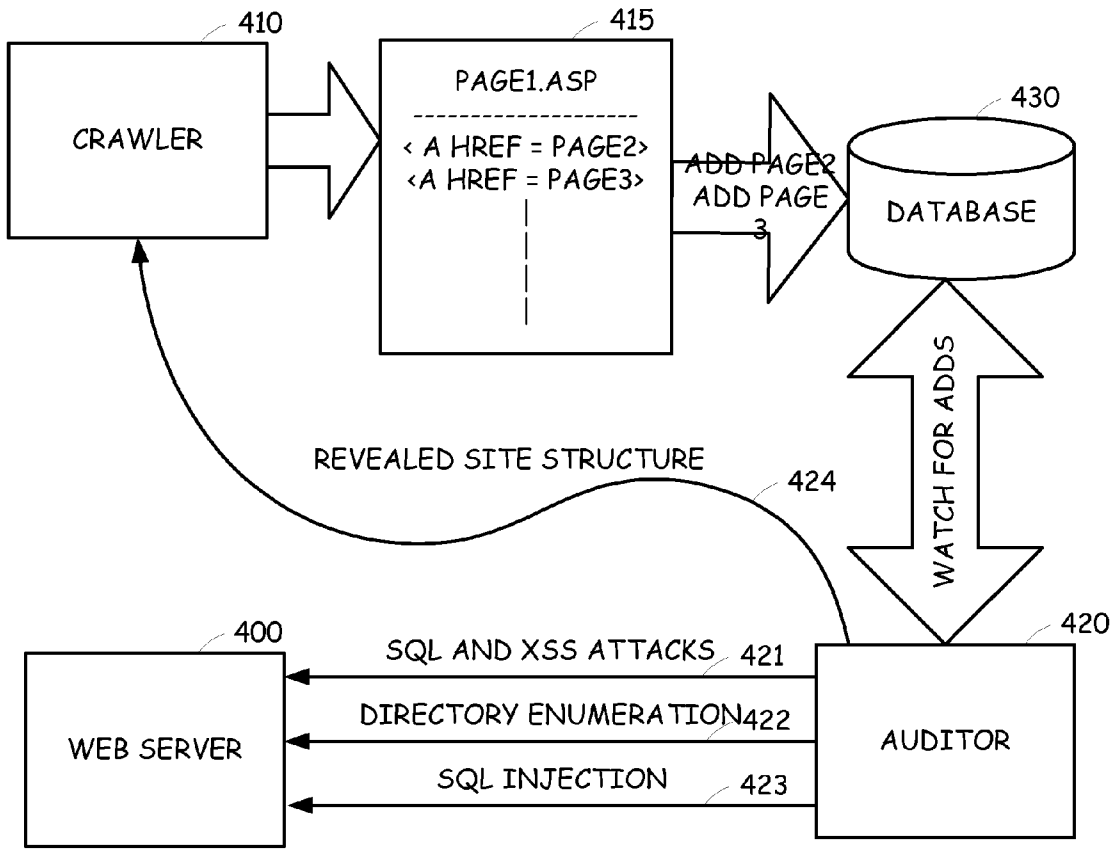 410
CRAWLER
415
PAGE1.ASP
< A HREF = PAGE2>
<A HREF = PAGE3>
ADD PAGE2
ADD PAGE
3
430
DATABASE
WATCH FOR ADDS
REVEALED SITE STRUCTURE
424
400
WEB SERVER
SQL AND XSS ATTACKS
421
DIRECTORY ENUMERATION
422
SQL INJECTION
423
420
AUDITOR